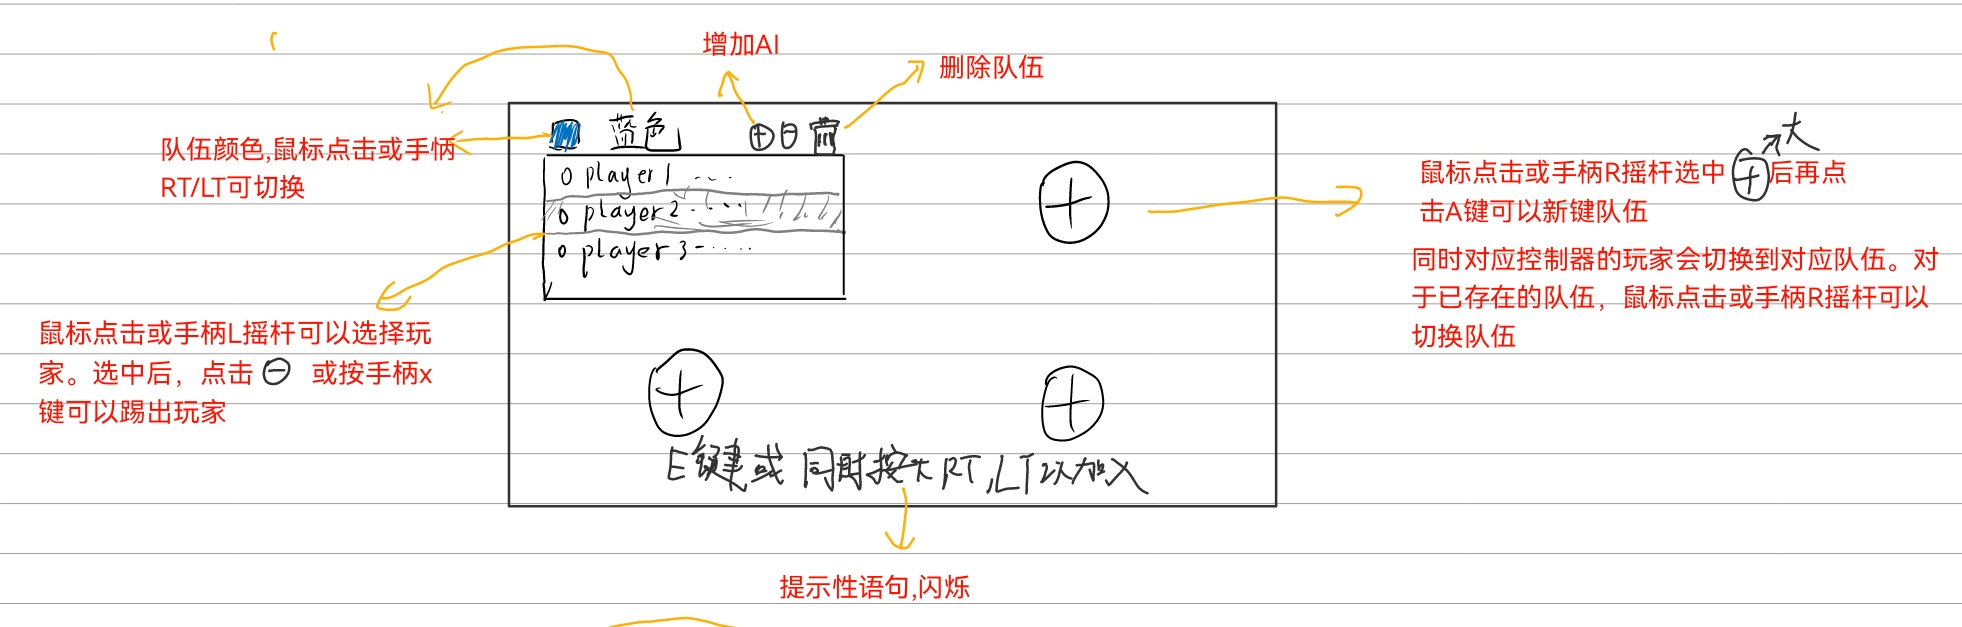 增加AI
删除队伍
蓝色
队伍颜色,鼠标点击或手柄
RT/LT可切换
player 1 ....
player 2 ....
player 3 - ....
大
鼠标点击或手柄R摇杆选中 后再点
击A键可以新键队伍
同时对应控制器的玩家会切换到对应队伍。对
于已存在的队伍，鼠标点击或手柄R摇杆可以
切换队伍
鼠标点击或手柄L摇杆可以选择玩
家。选中后，点击 ⊖ 或按手柄x
键可以踢出玩家
E键或同时按下RT,LT以加入
提示性语句,闪烁